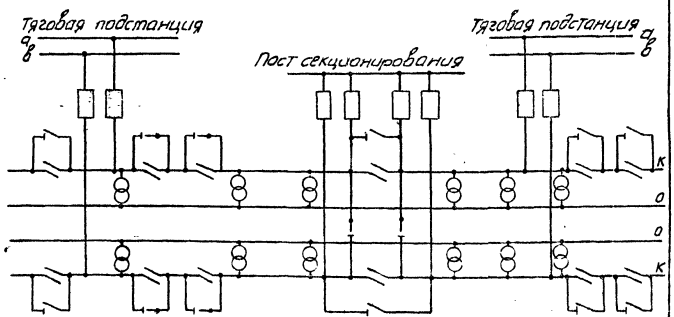 Тяговая подстанция
а
в
Пост секционирования
Тяговая подстанция
а
в
к
о
о
к